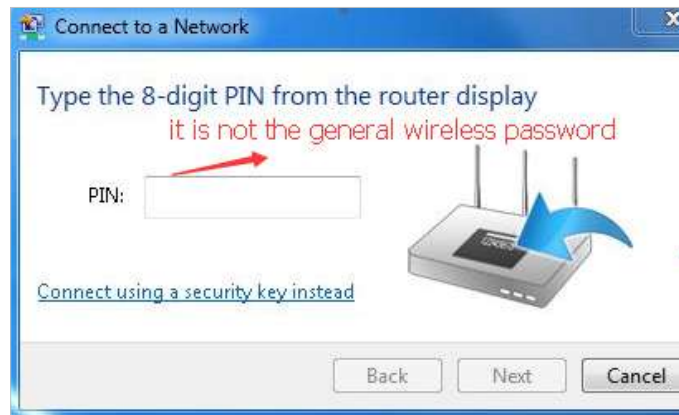 Connect to a Network
Type the 8-digit PIN from the router display
it is not the general wireless password
PIN:
Connect using a security key instead
Back Next Cancel